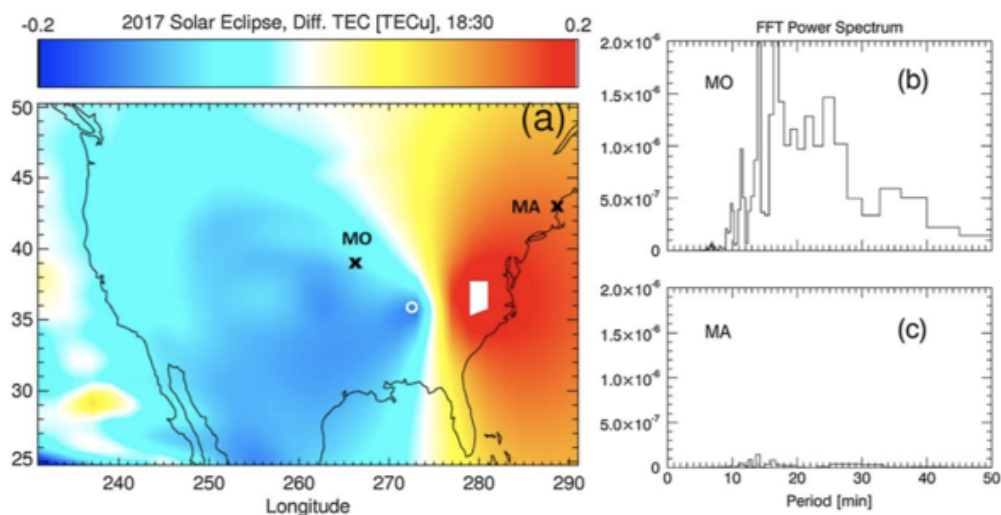 -0.2 2017 Solar Eclipse, Diff. TEC [TECu], 18:30 0.2
50
45
40
35
30
25
(a)
MA
MO
240 250 260 270 280 290
Longitude
FFT Power Spectrum
2.0×10⁻⁶
1.5×10⁻⁶
1.0×10⁻⁶
5.0×10⁻⁷
0
MO
(b)
2.0×10⁻⁶
1.5×10⁻⁶
1.0×10⁻⁶
5.0×10⁻⁷
0
MA
(c)
0 10 20 30 40 50
Period [min]